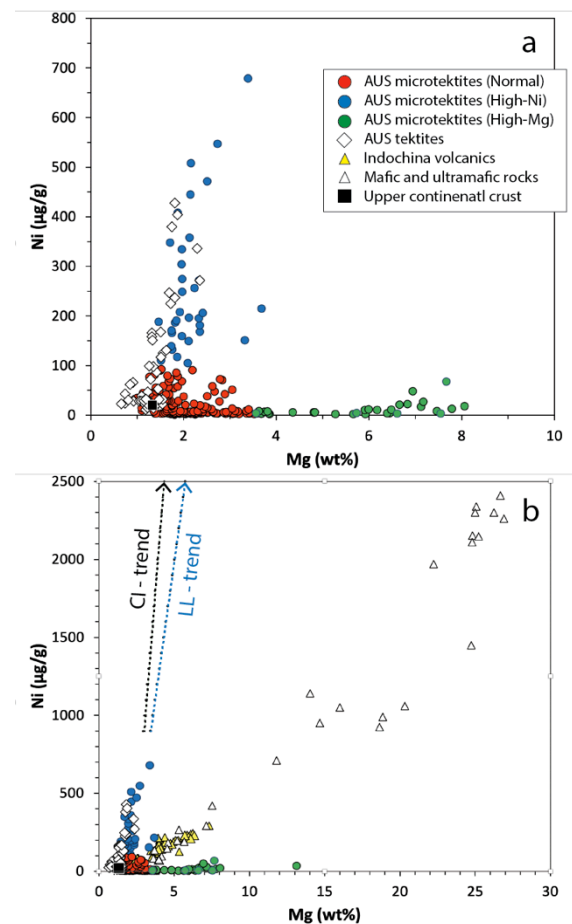 800
a
700
AUS microtektites (Normal)
AUS microtektites (High-Ni)
600
AUS microtektites (High-Mg)
AUS tektites
500
Indochina volcanics
Mafic and ultramafic rocks
Ni (µg/g)
400
Upper continenatl crust
300
200
100
0
0 2 4 6 8 10
Mg (wt%)
2500
b
CI - trend
LL - trend
2000
1500
Ni (µg/g)
1000
500
0
0 5 10 15 20 25 30
Mg (wt%)